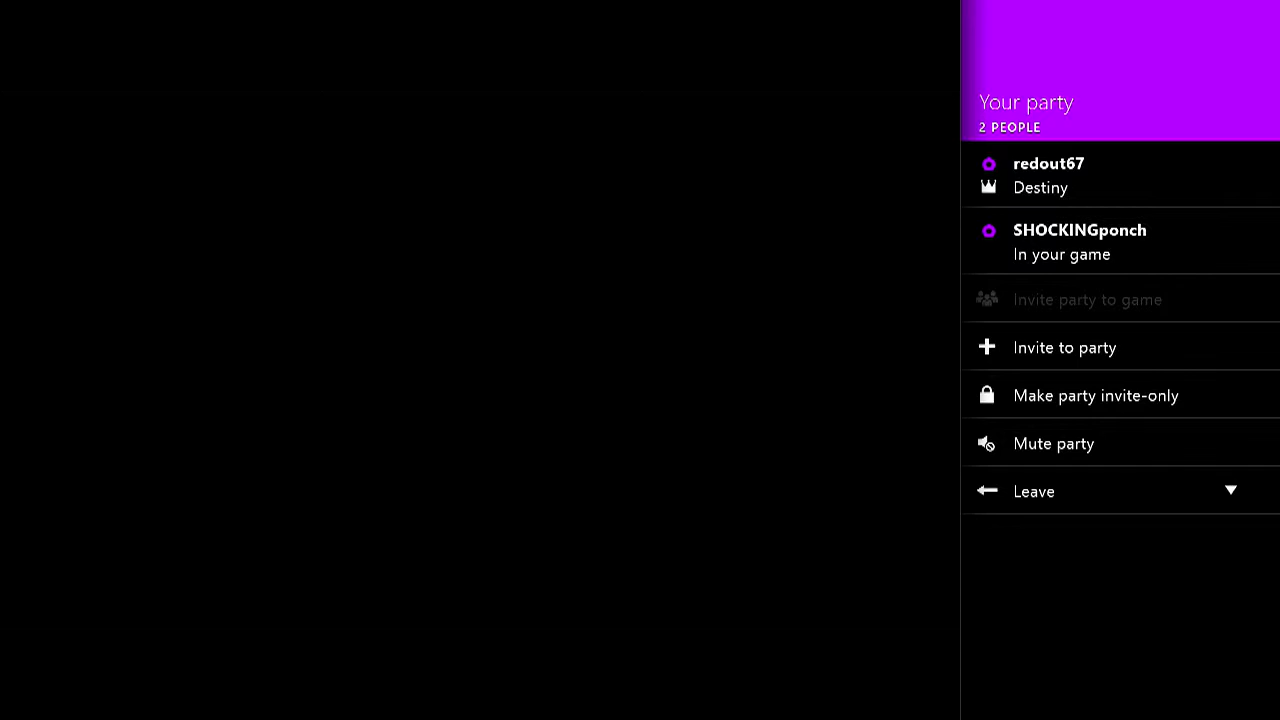 Your party
2 PEOPLE
redout67
Destiny
SHOCKINGponch
In your game
Invite party to game
Invite to party
Make party invite-only
Mute party
Leave